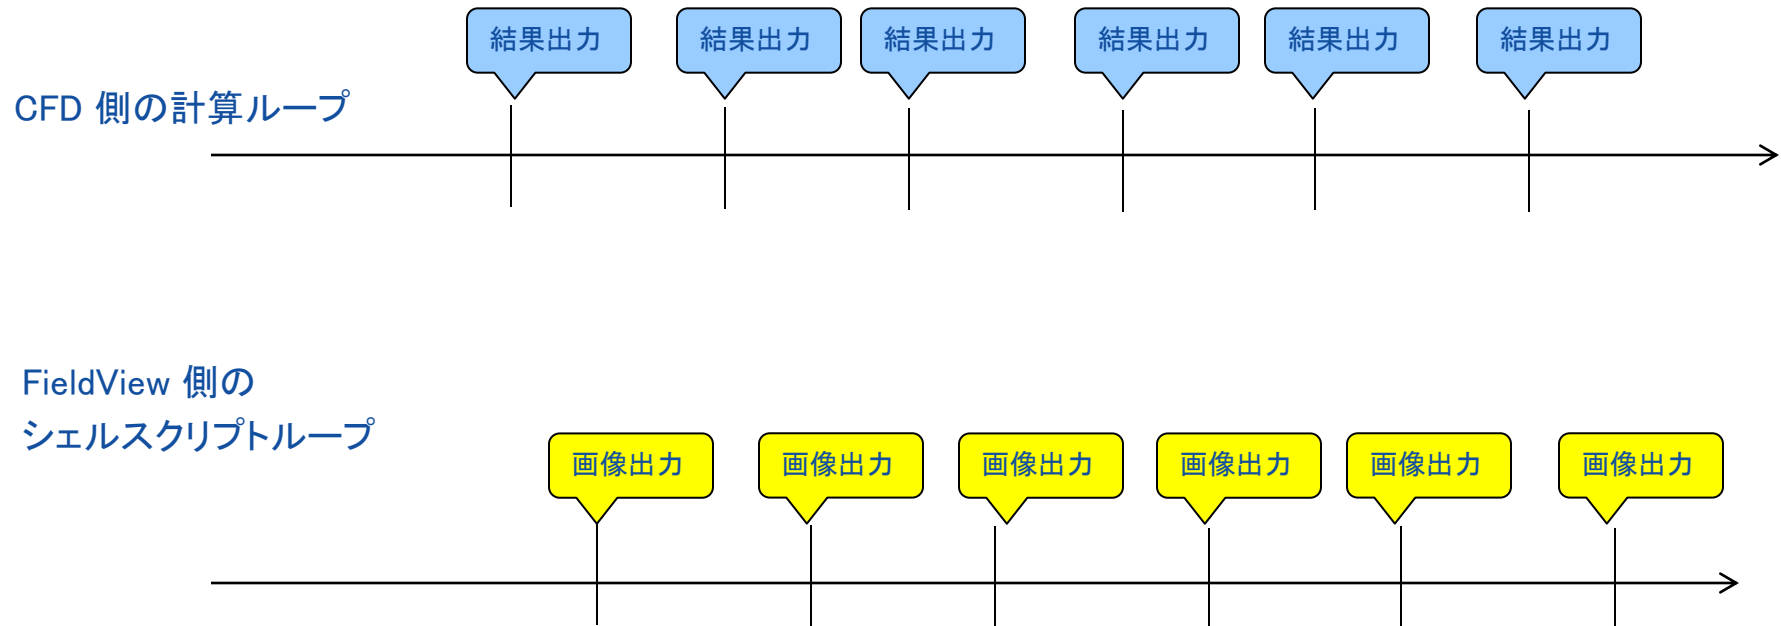 結果出力
結果出力
結果出力
結果出力
結果出力
結果出力
CFD 側の計算ループ
FieldView 側の
シェルスクリプトループ
画像出力
画像出力
画像出力
画像出力
画像出力
画像出力